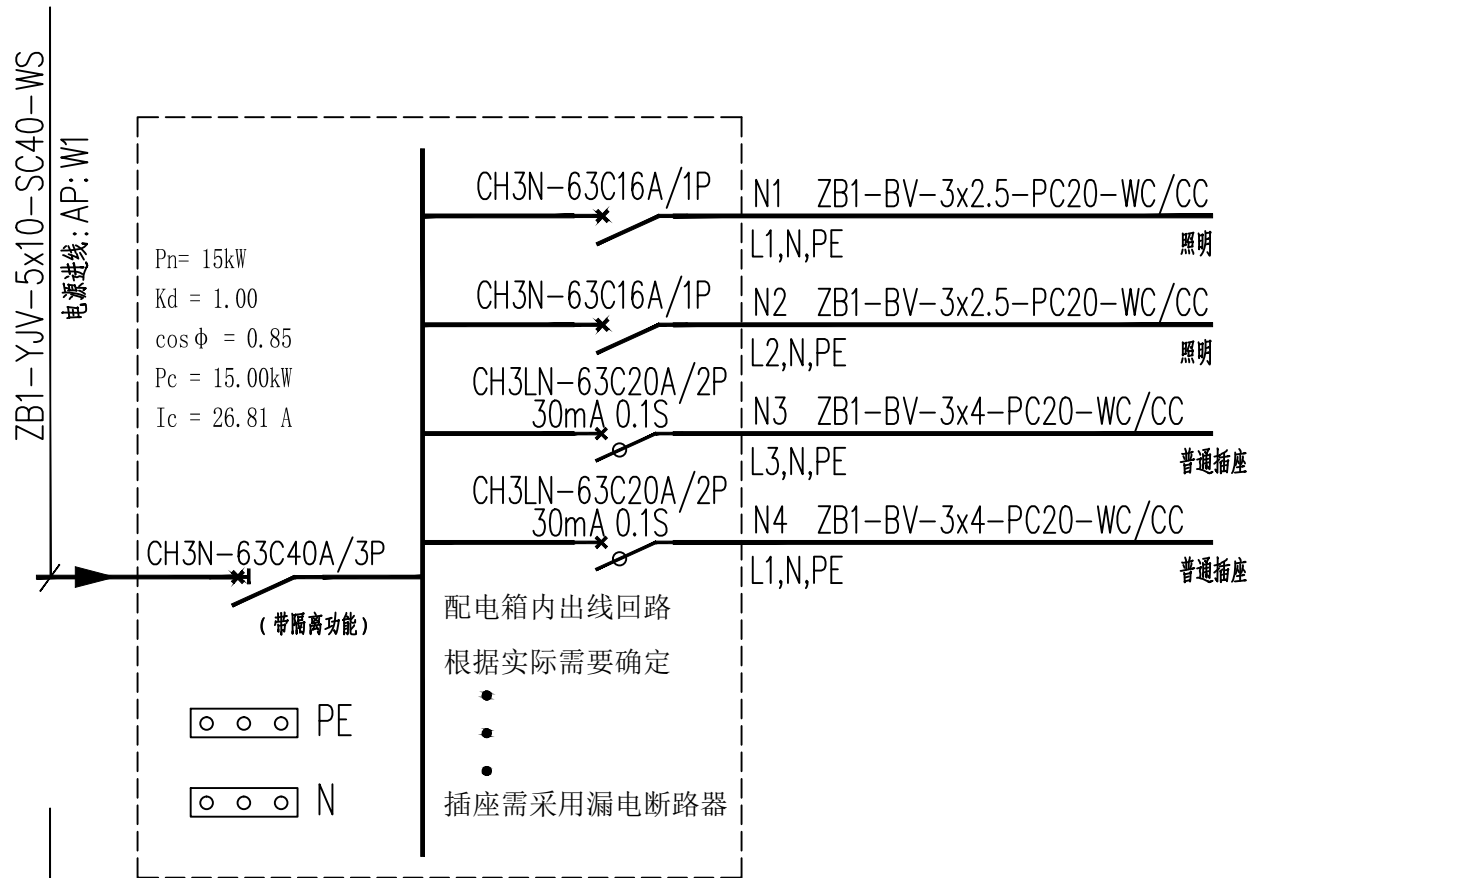 ZB1-YJV-5x10-SC40-WS
电源进线:AP:W1
Pn= 15kW
Kd = 1.00
cosφ = 0.85
Pc = 15.00kW
Ic = 26.81 A
CH3N-63C40A/3P
(带隔离功能)
PE
N
CH3N-63C16A/1P
N1 ZB1-BV-3x2.5-PC20-WC/CC
L1,N,PE
照明
CH3N-63C16A/1P
N2 ZB1-BV-3x2.5-PC20-WC/CC
L2,N,PE
照明
CH3LN-63C20A/2P
30mA 0.1S
N3 ZB1-BV-3x4-PC20-WC/CC
L3,N,PE
普通插座
CH3LN-63C20A/2P
30mA 0.1S
N4 ZB1-BV-3x4-PC20-WC/CC
L1,N,PE
普通插座
配电箱内出线回路
根据实际需要确定
插座需采用漏电断路器